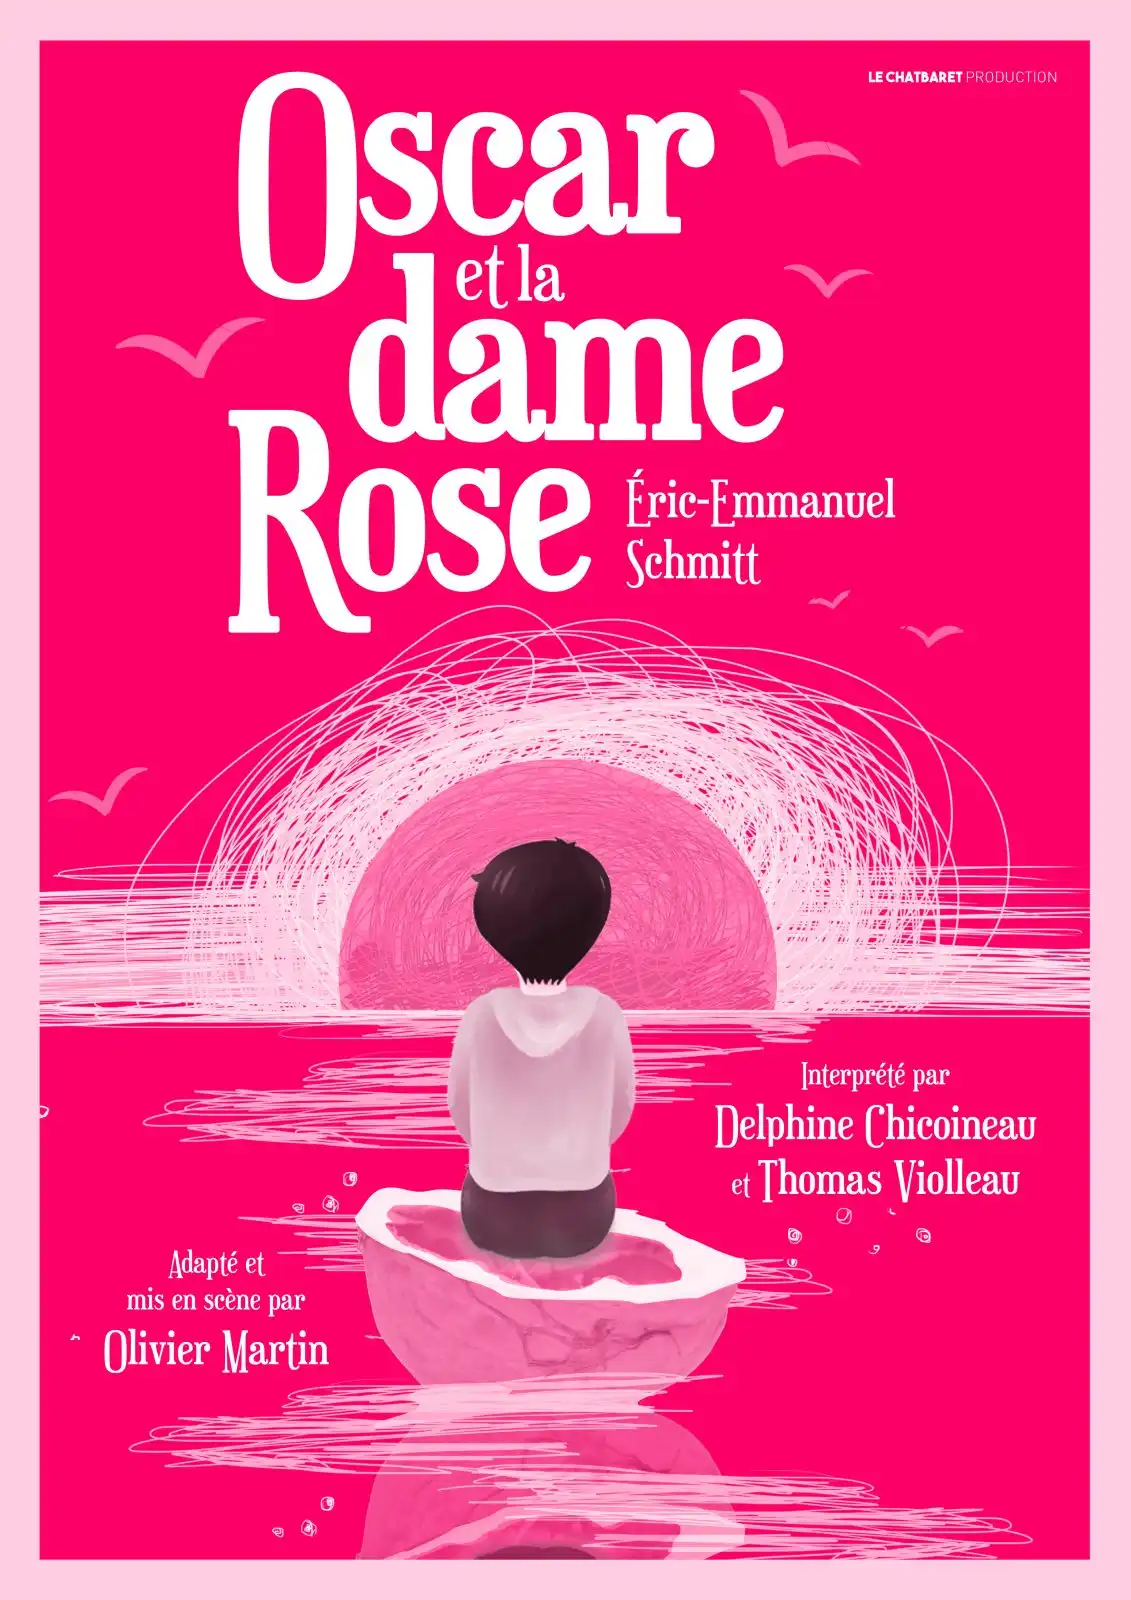 LE CHATBARET PRODUCTION
Oscar
et la
dame
Rose
Éric-Emmanuel
Schmitt
Interprété par
Delphine Chicoineau
et Thomas Violleau
Adapté et
mis en scène par
Olivier Martin